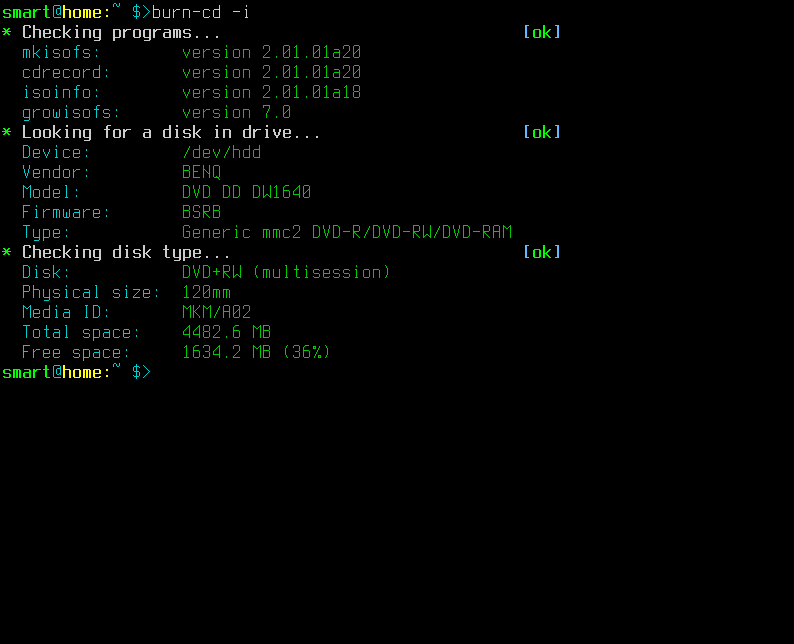 smart@home:~ $>burn-cd -i
* Checking programs... [ok]
mkisofs: version 2.01.01a20
cdrecord: version 2.01.01a20
isoinfo: version 2.01.01a18
growisofs: version 7.0
* Looking for a disk in drive... [ok]
Device: /dev/hdd
Vendor: BENQ
Model: DVD DD DW1640
Firmware: BSRB
Type: Generic mmc2 DVD-R/DVD-RW/DVD-RAM
* Checking disk type... [ok]
Disk: DVD+RW (multisession)
Physical size: 120mm
Media ID: MKM/A02
Total space: 4482.6 MB
Free space: 1634.2 MB (36%)
smart@home:~ $>